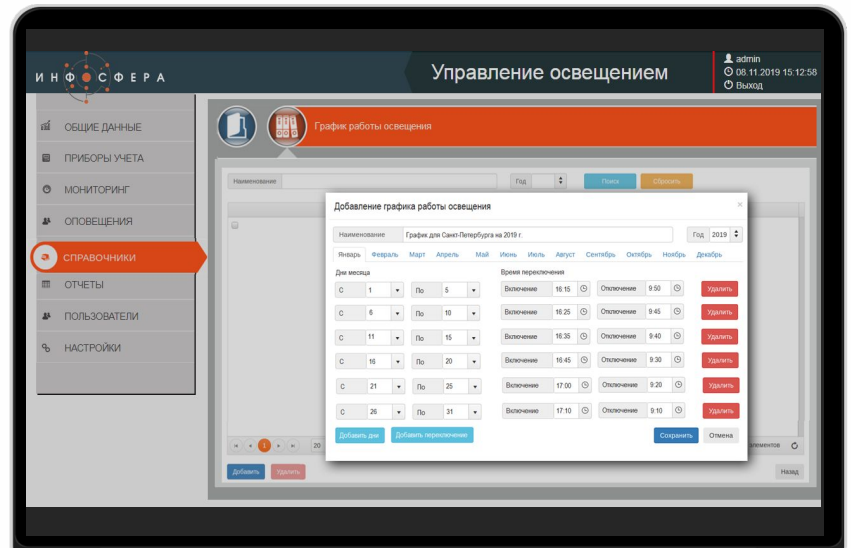 ИНФОСФЕРА
Управление освещением
admin
08.11.2019 15:12:58
Выход
ОБЩИЕ ДАННЫЕ
ПРИБОРЫ УЧЕТА
МОНИТОРИНГ
ОПОВЕЩЕНИЯ
СПРАВОЧНИКИ
ОТЧЕТЫ
ПОЛЬЗОВАТЕЛИ
НАСТРОЙКИ
График работы освещения
Наименование Год Поиск Сбросить
Добавление графика работы освещения ×
Наименование График для Санкт-Петербурга на 2019 г. Год 2019
Январь Февраль Март Апрель Май Июнь Июль Август Сентябрь Октябрь Ноябрь Декабрь
Дни месяца Время переключения
С 1 По 5 Включение 16:15 Отключение 9:50 Удалить
С 6 По 10 Включение 16:25 Отключение 9:45 Удалить
С 11 По 15 Включение 16:35 Отключение 9:40 Удалить
С 16 По 20 Включение 16:45 Отключение 9:30 Удалить
С 21 По 25 Включение 17:00 Отключение 9:20 Удалить
С 26 По 31 Включение 17:10 Отключение 9:10 Удалить
Добавить дни Добавить переключение Сохранить Отмена
1 20 элементов
Добавить Удалить Назад